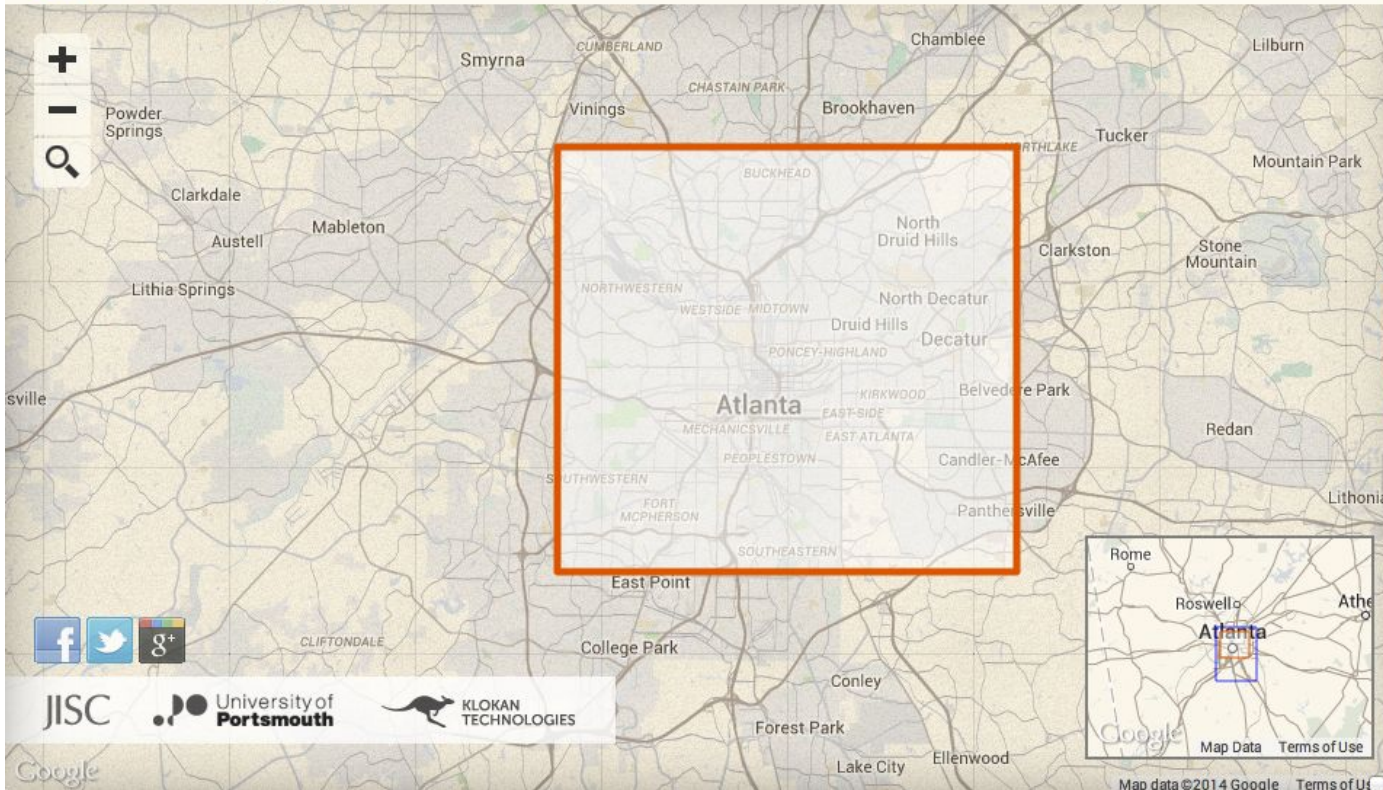 +
−
CUMBERLAND
Chamblee
Lilburn
Smyrna
CHASTAIN PARK
Powder
Springs
Vinings
Brookhaven
Tucker
RTHLAKE
Mountain Park
BUCKHEAD
Clarkdale
Mableton
North
Druid Hills
Austell
Clarkston
Stone
Mountain
Lithia Springs
NORTHWESTERN
WESTSIDE
MIDTOWN
North Decatur
Druid Hills
Decatur
PONCEY-HIGHLAND
sville
KIRKWOOD
Belvedere Park
Atlanta
EAST-SIDE
MECHANICSVILLE
EAST ATLANTA
Redan
PEOPLESTOWN
Candler-McAfee
SOUTHWESTERN
Lithonia
FORT
MCPHERSON
Panthersville
SOUTHEASTERN
Rome
East Point
Roswell
Athe
Atlanta
CLIFTONDALE
College Park
f
g+
Conley
JISC
University of
Portsmouth
KLOKAN
TECHNOLOGIES
Forest Park
Google
Map Data
Terms of Use
Lake City
Ellenwood
Google
Map data ©2014 Google
Terms of Us